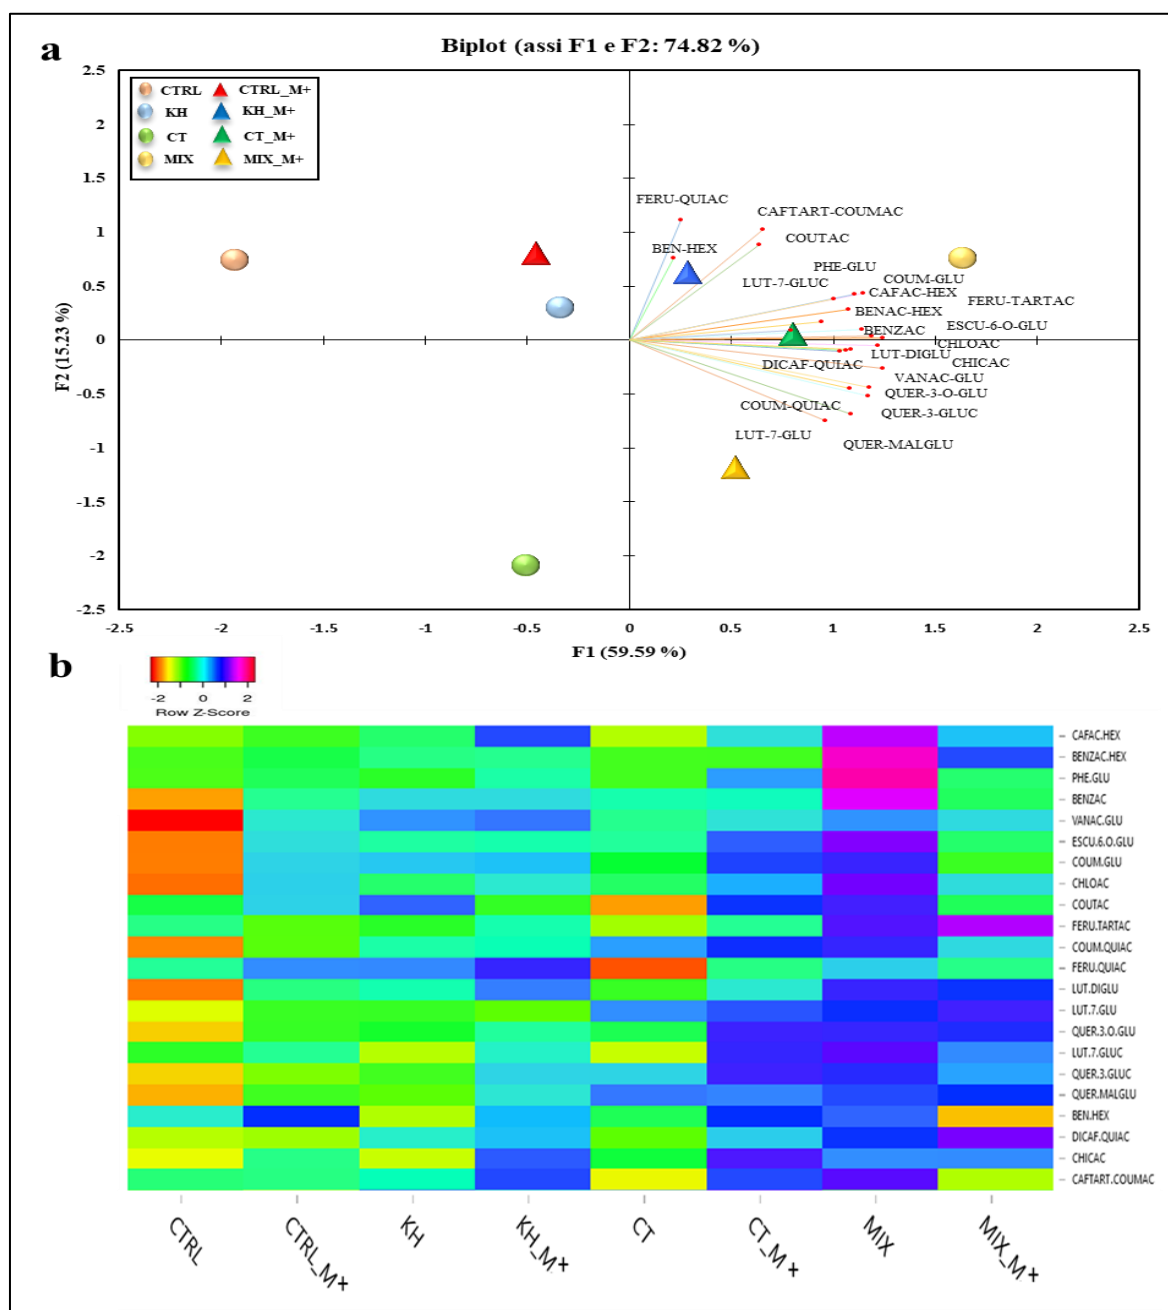 a
Biplot (assi F1 e F2: 74.82 %)
CTRL
CTRL_M+
KH
KH_M+
CT
CT_M+
MIX
MIX_M+
2.5
2
1.5
1
0.5
0
-0.5
-1
-1.5
-2
-2.5
F2 (15.23 %)
FERU-QUIAC
CAFTART-COUMAC
COUTAC
BEN-HEX
PHE-GLU
LUT-7-GLUC
COUM-GLU
CAFAC-HEX
FERU-TARTAC
BENAC-HEX
ESCU-6-O-GLU
BENZAC
CHLOAC
LUT-DIGLU
DICAF-QUIAC
CHICAC
VANAC-GLU
QUER-3-O-GLU
COUM-QUIAC
QUER-3-GLUC
LUT-7-GLU
QUER-MALGLU
-2.5
-2
-1.5
-1
-0.5
0
0.5
1
1.5
2
2.5
F1 (59.59 %)
b
-2 0 2
Row Z-Score
CAFAC.HEX
BENZAC.HEX
PHE.GLU
BENZAC
VANAC.GLU
ESCU.6.O.GLU
COUM.GLU
CHLOAC
COUTAC
FERU.TARTAC
COUM.QUIAC
FERU.QUIAC
LUT.DIGLU
LUT.7.GLU
QUER.3.O.GLU
LUT.7.GLUC
QUER.3.GLUC
QUER.MALGLU
BEN.HEX
DICAF.QUIAC
CHICAC
CAFTART.COUMAC
CTRL
CTRL_M+
KH
KH_M+
CT
CT_M+
MIX
MIX_M+